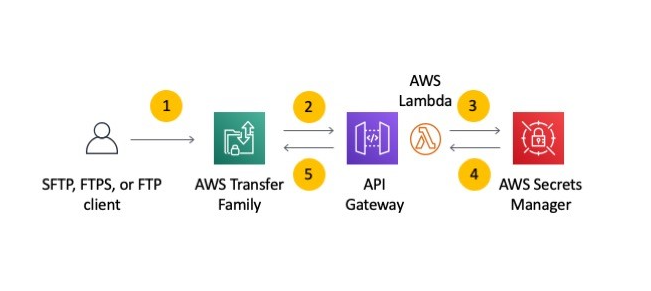 AWS
Lambda
1
2
3
5
4
SFTP, FTPS, or FTP
client
AWS Transfer
Family
API
Gateway
AWS Secrets
Manager